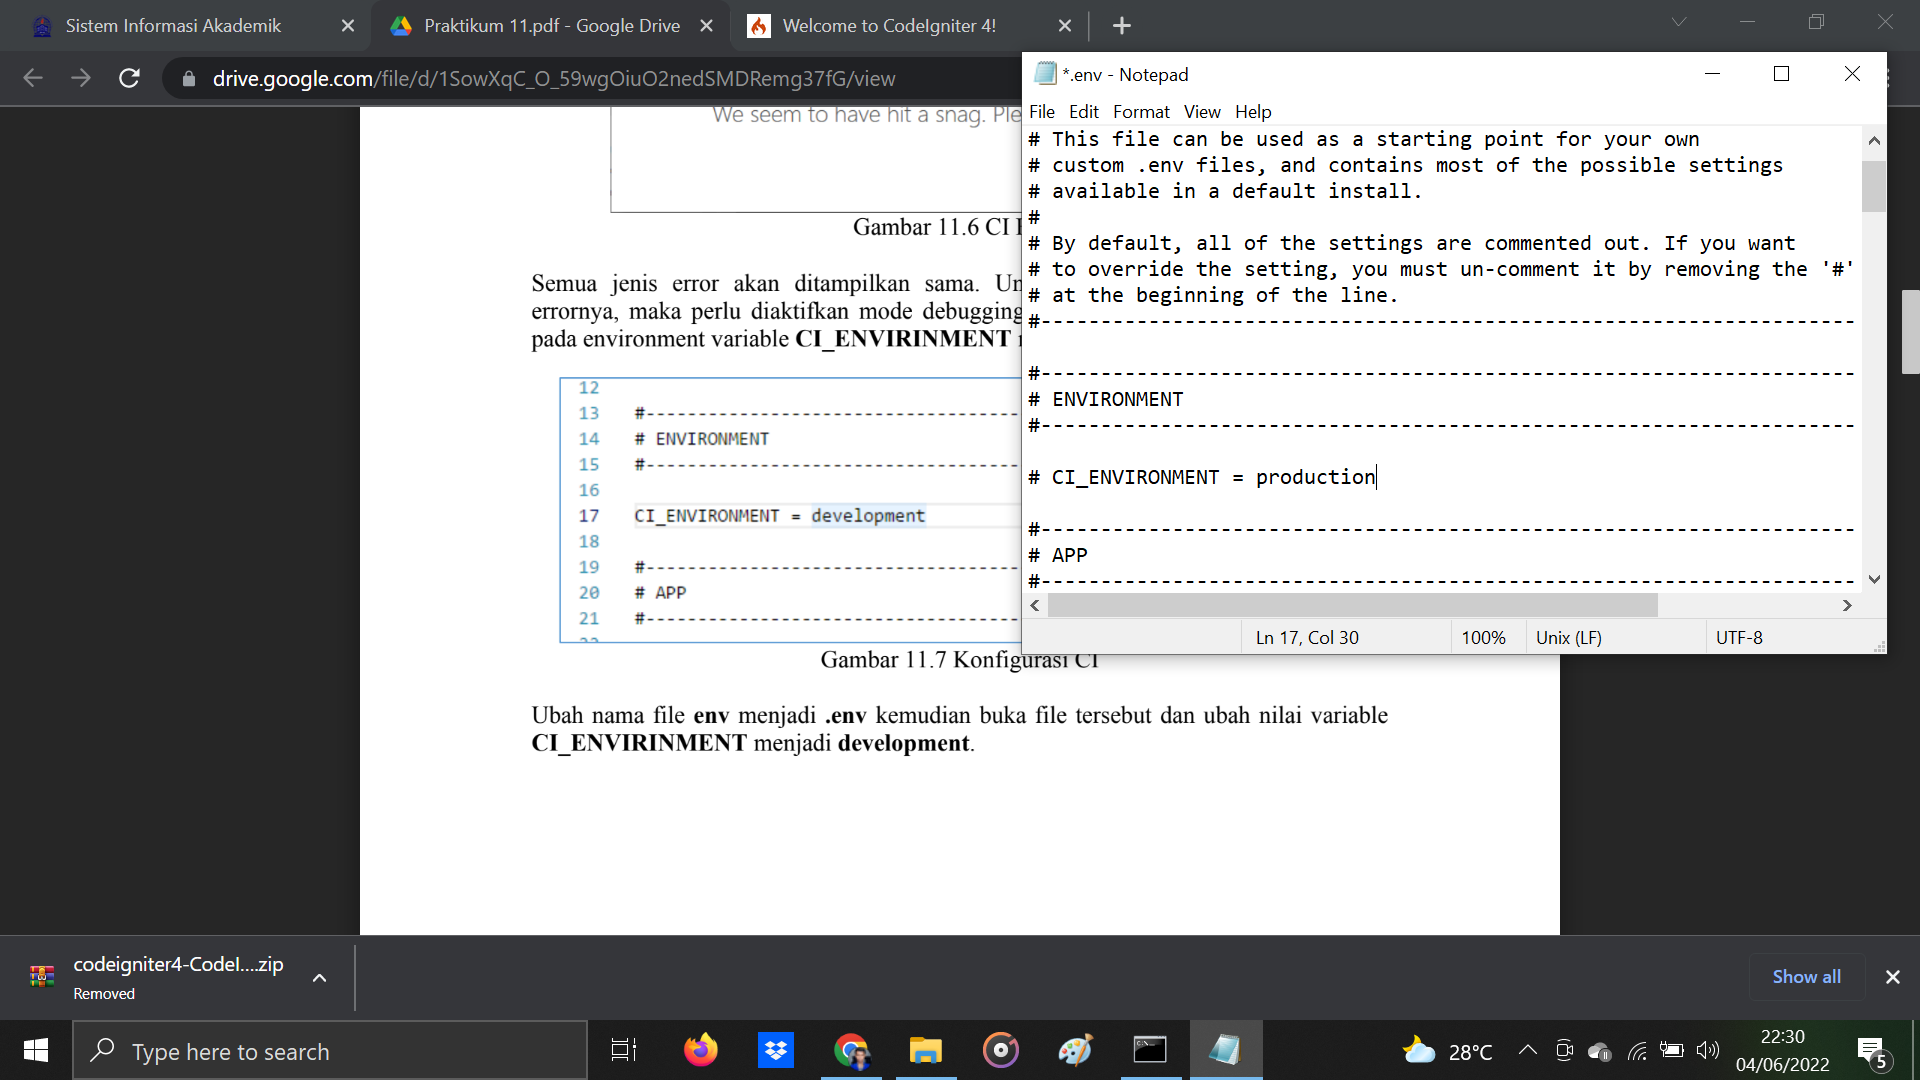 Sistem Informasi Akademik
Praktikum 11.pdf - Google Drive
Welcome to CodeIgniter 4!
drive.google.com/file/d/1SowXqC_O_59wgOiuO2nedSMDRemg37fG/view
We seem to have hit a snag. Ple
Gambar 11.6 CI
Semua jenis error akan ditampilkan sama. Un
errornya, maka perlu diaktifkan mode debugging
pada environment variable CI_ENVIRINMENT
12
13 #------------------------------------
14 # ENVIRONMENT
15 #------------------------------------
16
17 CI_ENVIRONMENT = development
18
19 #------------------------------------
20 # APP
21 #------------------------------------
Gambar 11.7 Konfigurasi CI
Ubah nama file env menjadi .env kemudian buka file tersebut dan ubah nilai variable
CI_ENVIRINMENT menjadi development.
*.env - Notepad
File Edit Format View Help
# This file can be used as a starting point for your own
# custom .env files, and contains most of the possible settings
# available in a default install.
#
# By default, all of the settings are commented out. If you want
# to override the setting, you must un-comment it by removing the '#'
# at the beginning of the line.
#--------------------------------------------------------------------
#--------------------------------------------------------------------
# ENVIRONMENT
#--------------------------------------------------------------------
# CI_ENVIRONMENT = production
#--------------------------------------------------------------------
# APP
#--------------------------------------------------------------------
Ln 17, Col 30 100% Unix (LF) UTF-8
codeigniter4-CodeI....zip
Removed
Show all
Type here to search
28°C
22:30
04/06/2022
5